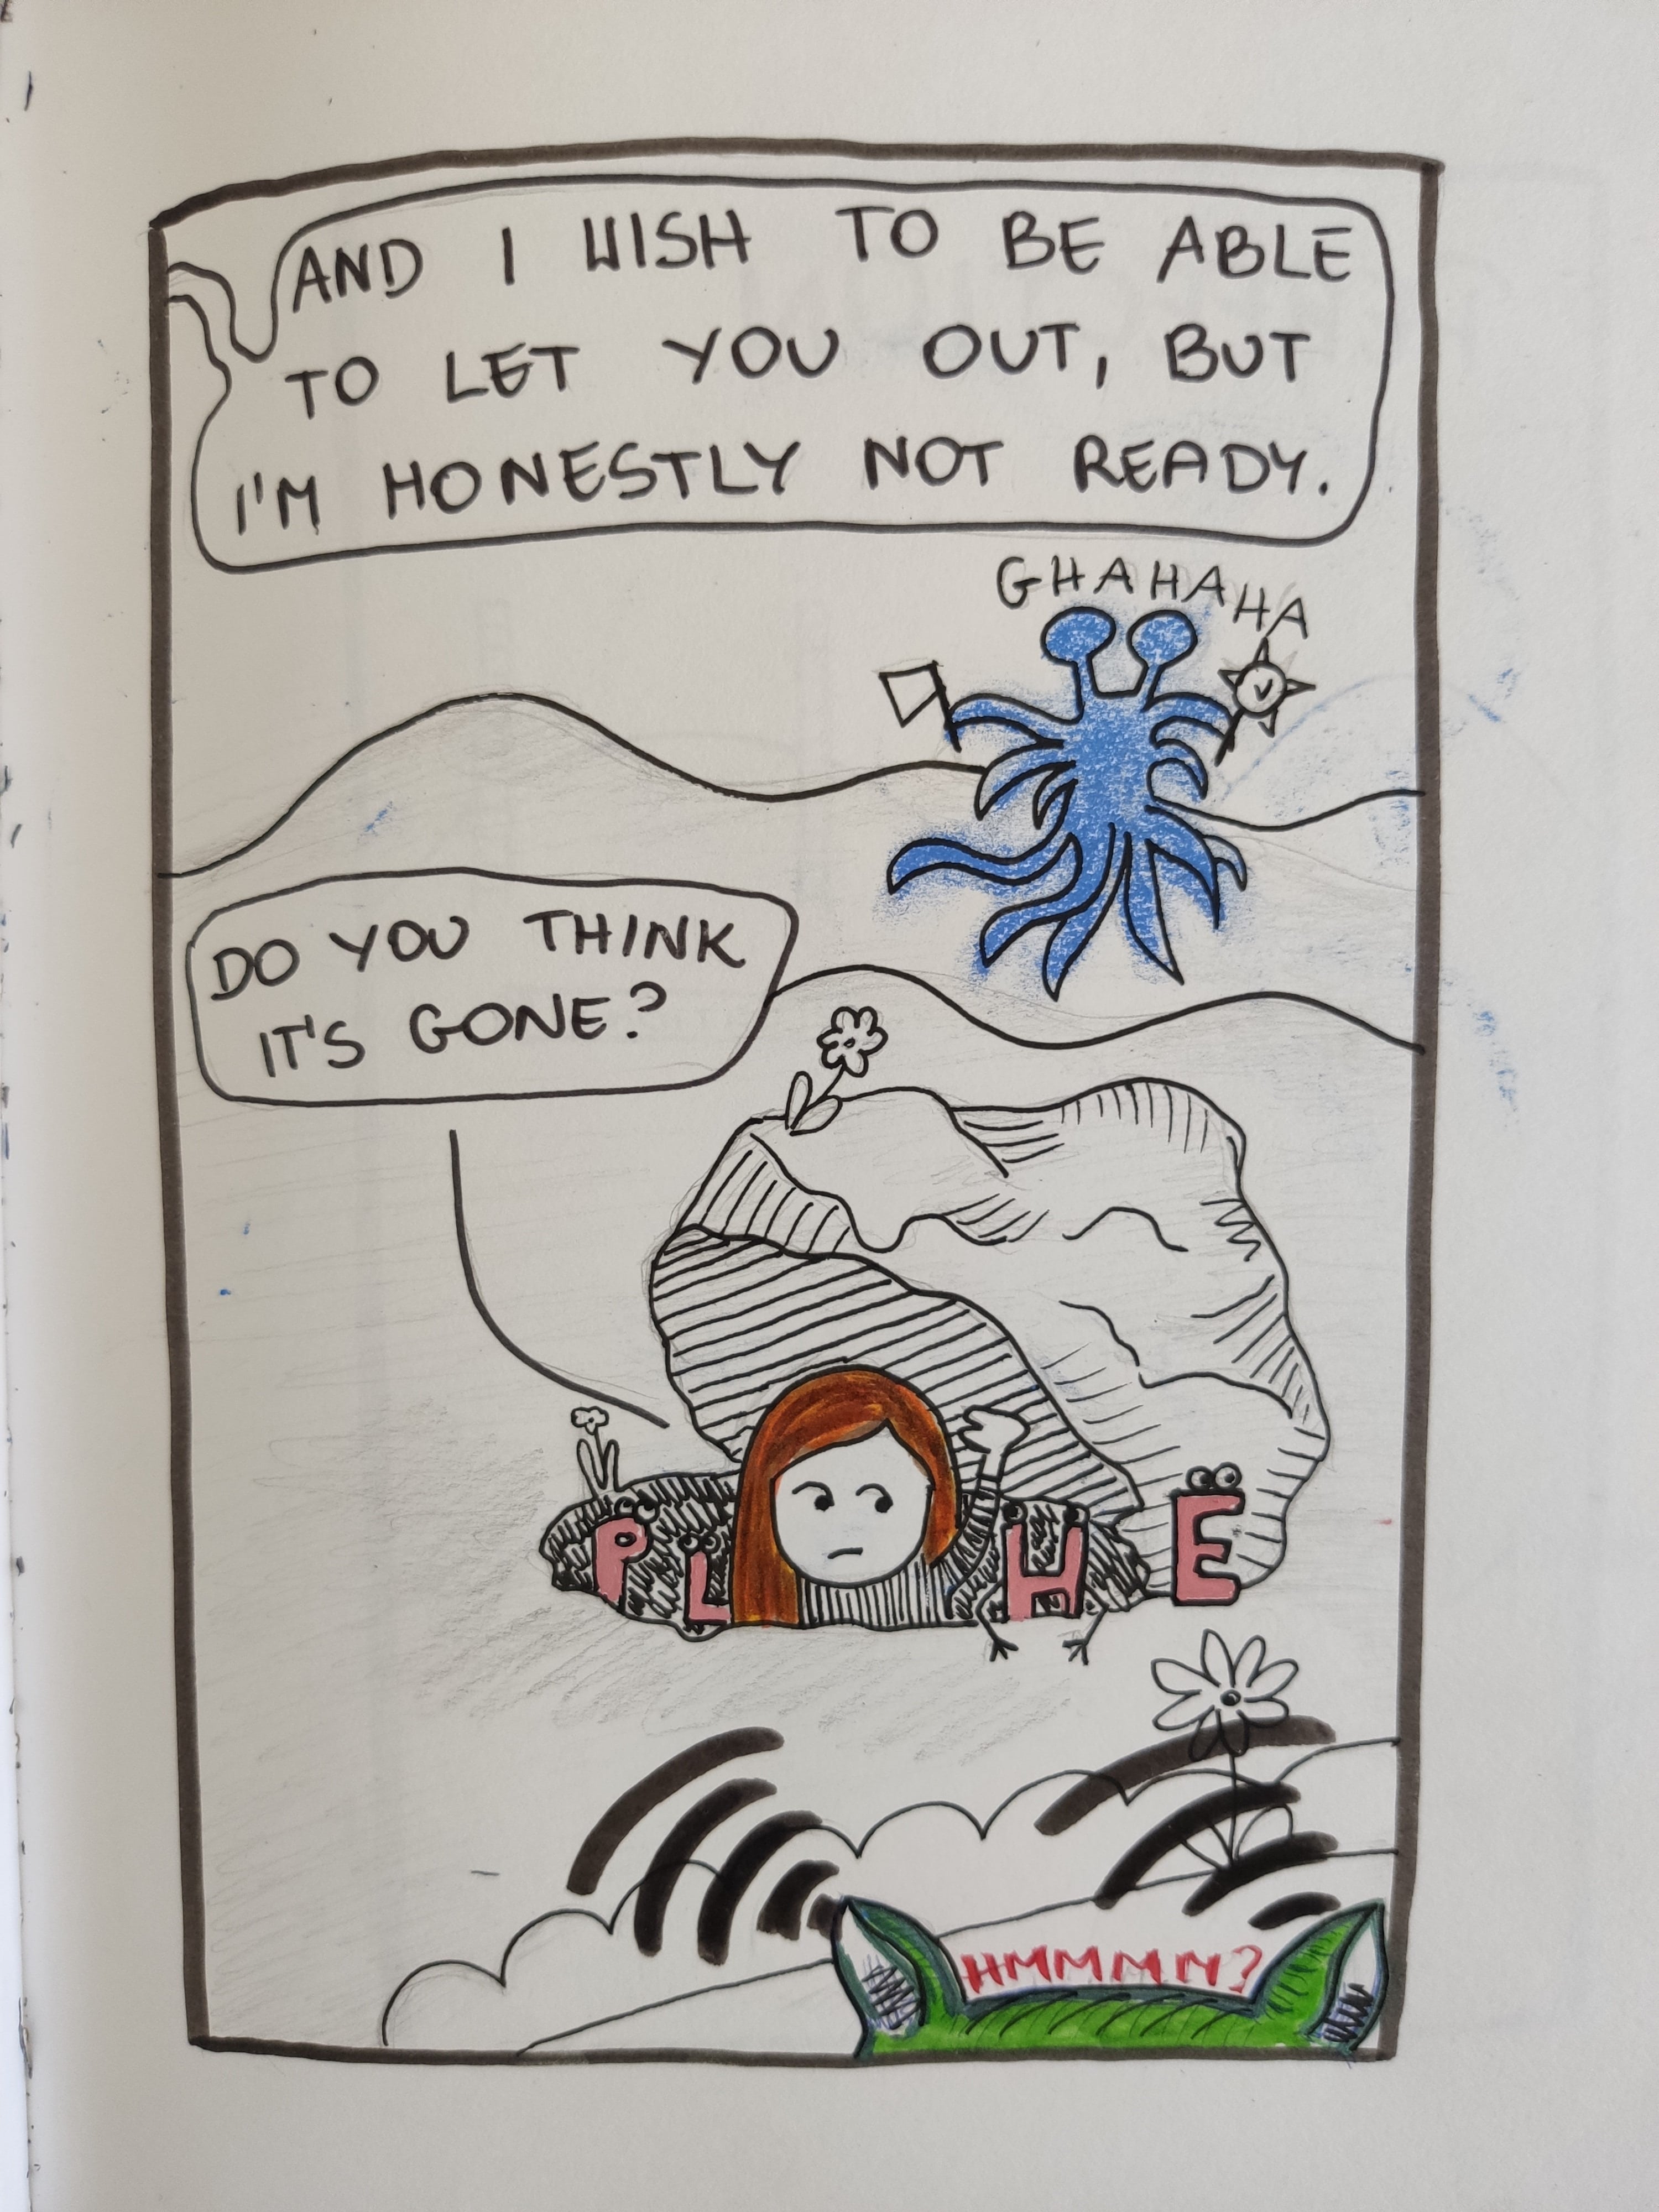 AND I WISH TO BE ABLE
TO LET YOU OUT, BUT
I'M HONESTLY NOT READY.
GHAHAHAHA
DO YOU THINK
IT'S GONE?
P L H E
HMMMM?